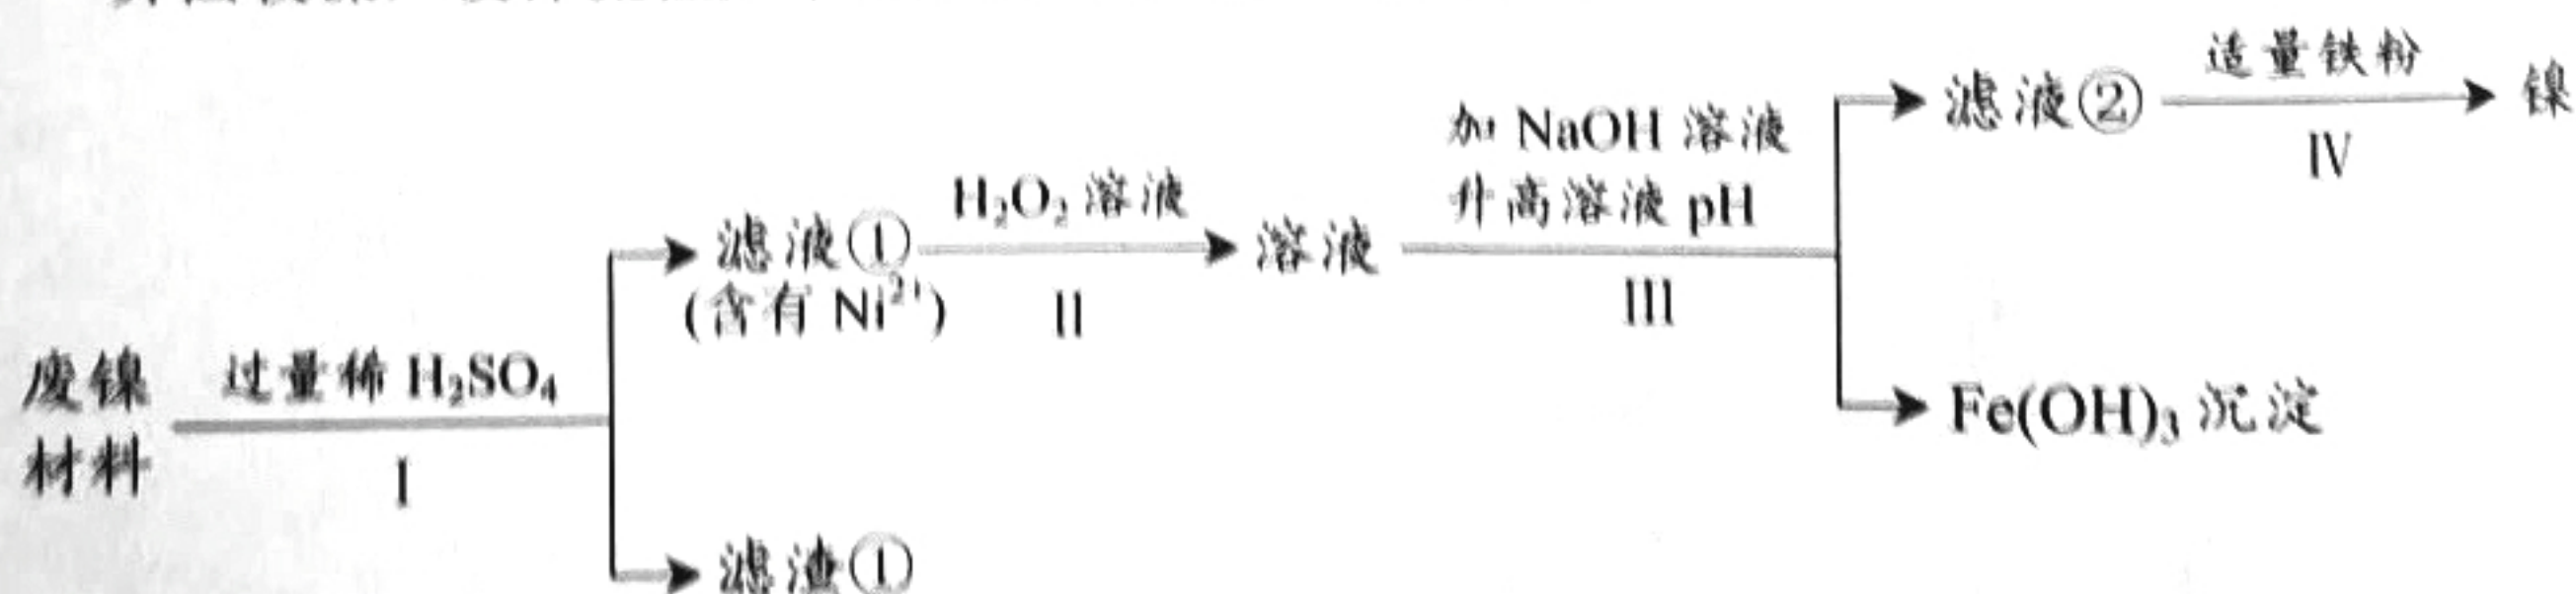 适量铁粉
滤液② 镍
IV
加 NaOH 溶液
升高溶液 pH
III
H₂O₂ 溶液
滤液① 溶液
(含有 Ni²⁺)
II
废镍
材料
过量稀 H₂SO₄
I
Fe(OH)₃ 沉淀
滤渣①